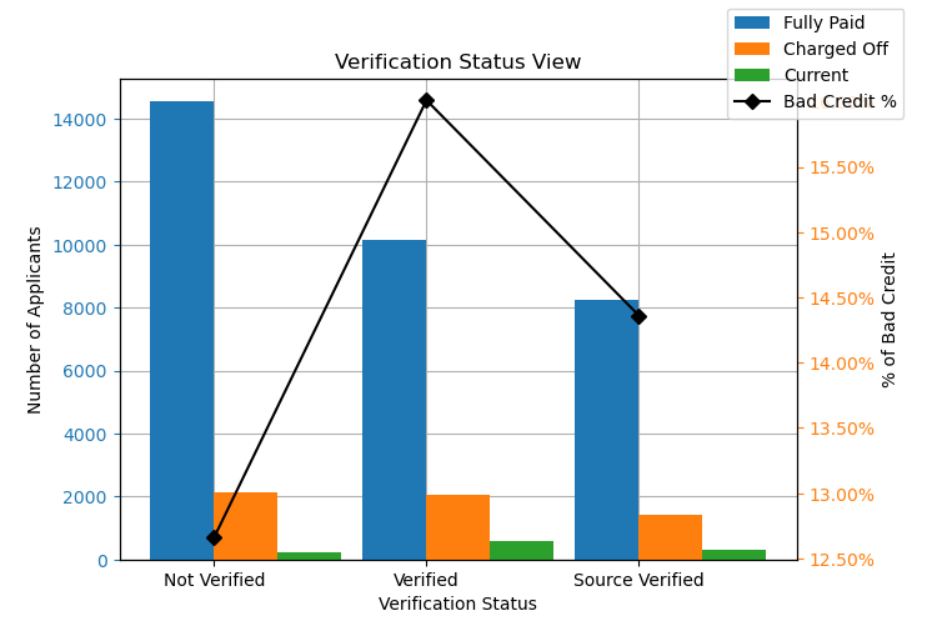 Fully Paid
Charged Off
Current
Bad Credit %
Verification Status View
14000
12000
10000
8000
6000
4000
2000
0
Number of Applicants
15.50%
15.00%
14.50%
14.00%
13.50%
13.00%
12.50%
% of Bad Credit
Not Verified
Verified
Source Verified
Verification Status